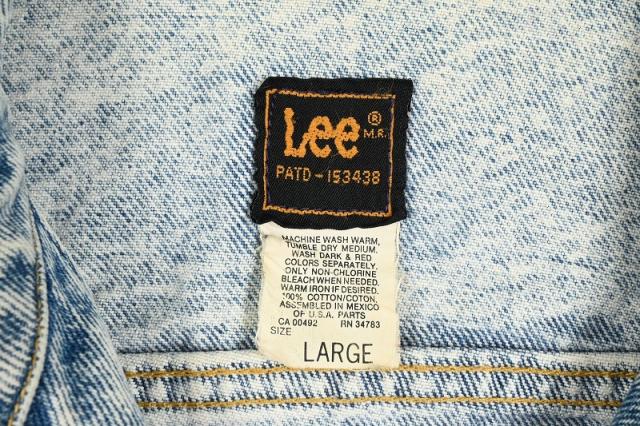 Lee ® M.R.
PATD - 153438
MACHINE WASH WARM,
TUMBLE DRY MEDIUM.
WASH DARK & RED
COLORS SEPARATELY.
ONLY NON-CHLORINE
BLEACH WHEN NEEDED.
WARM IRON IF DESIRED.
100% COTTON/COTON.
ASSEMBLED IN MEXICO
OF U.S.A. PARTS
CA 00492 RN 34783
SIZE
LARGE